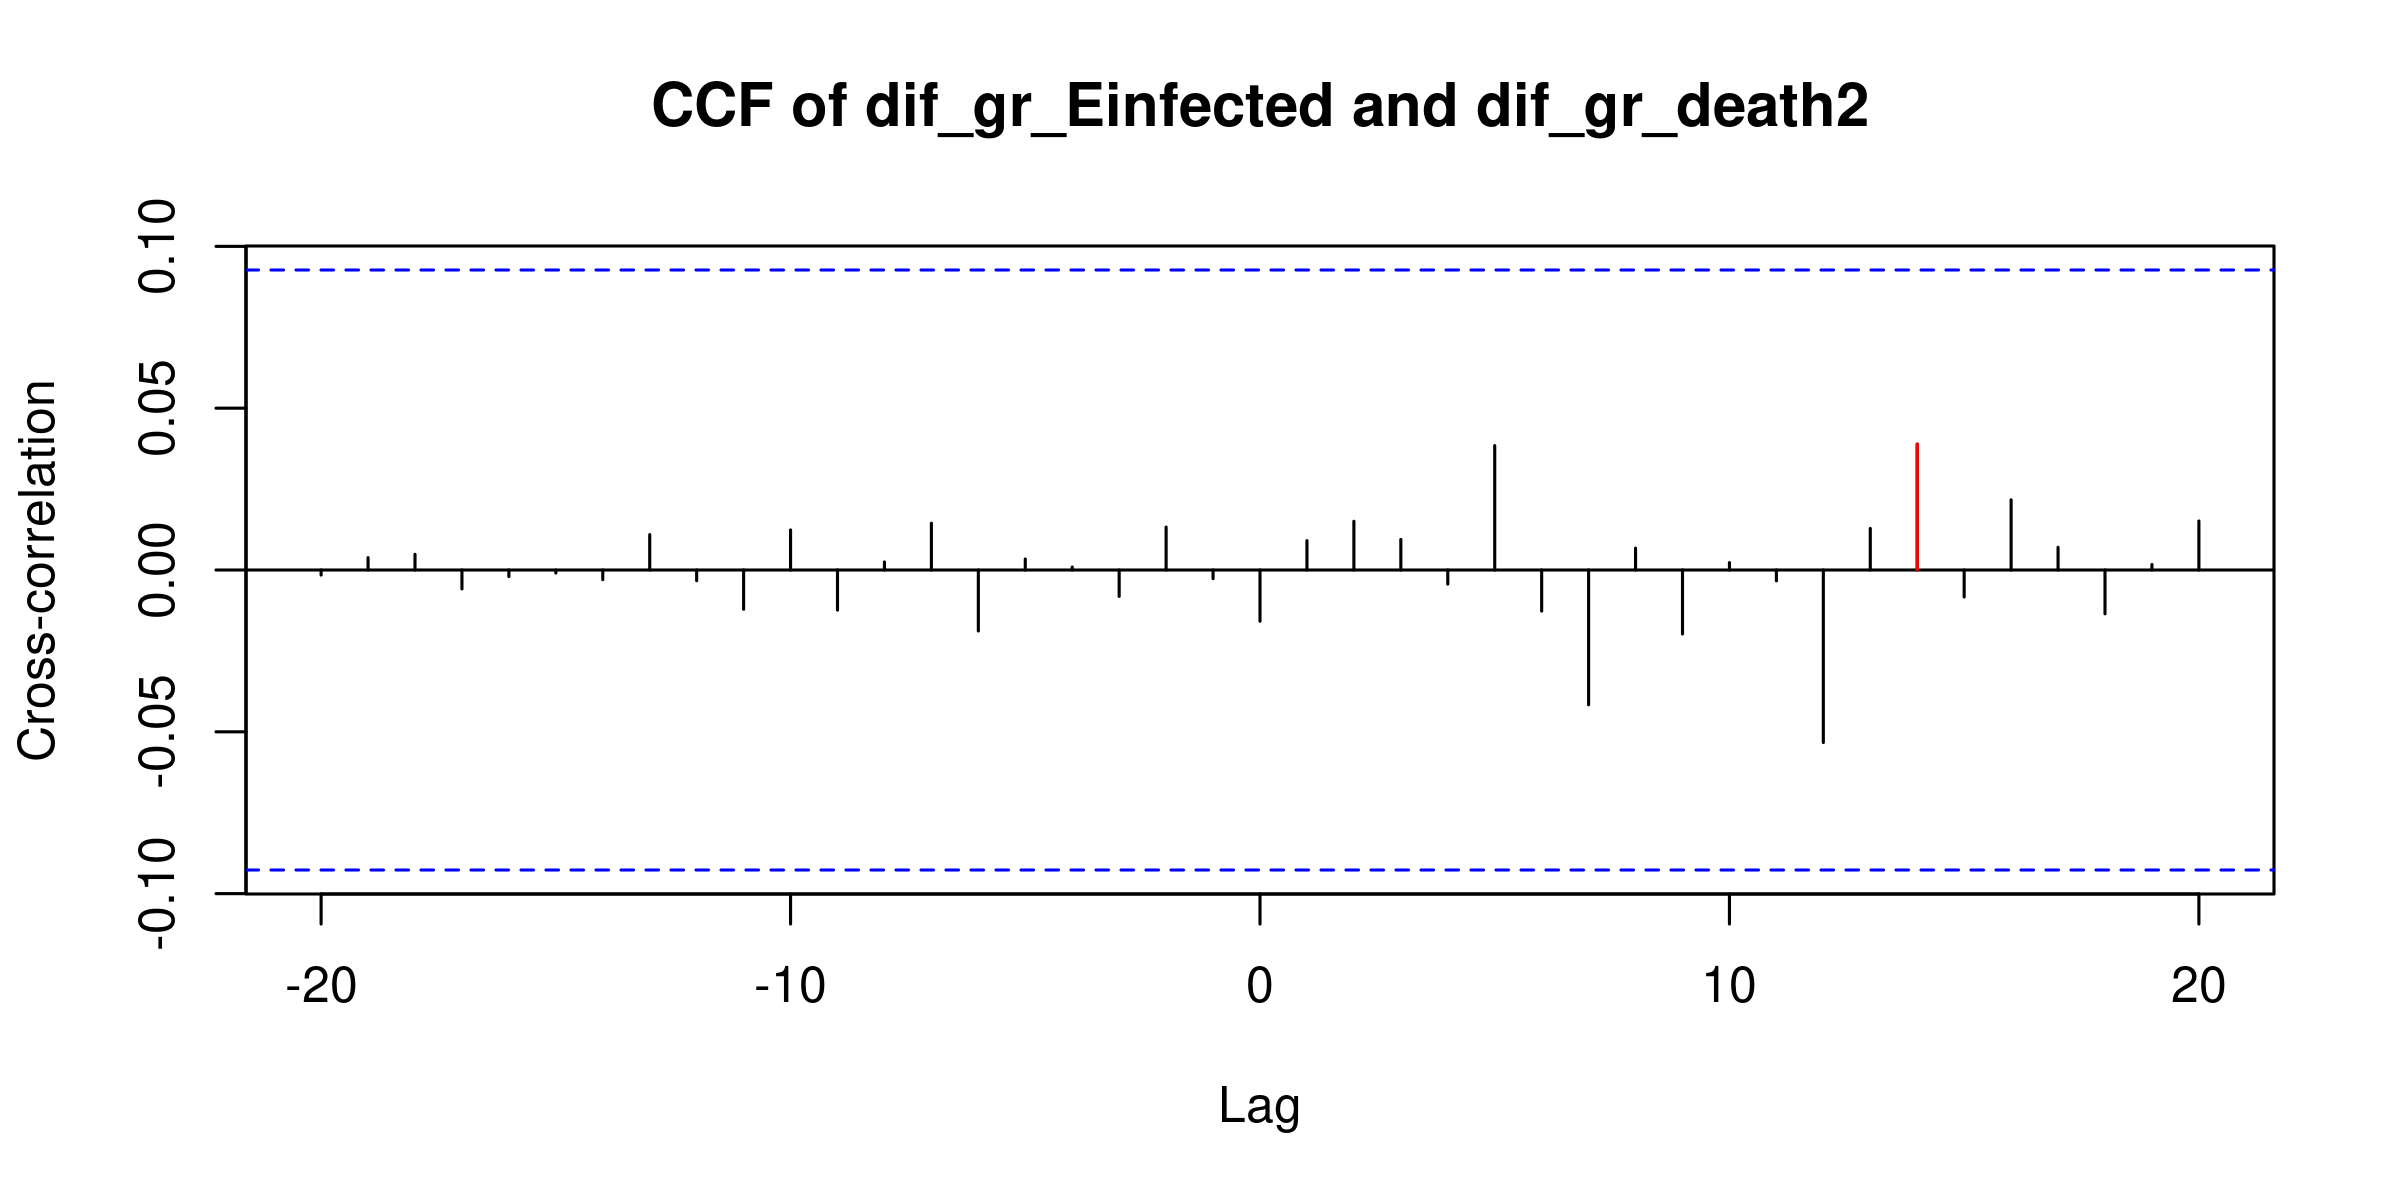 CCF of dif_gr_Einfected and dif_gr_death2
Cross-correlation
0.10
0.05
0.00
-0.05
-0.10
-20 -10 0 10 20
Lag